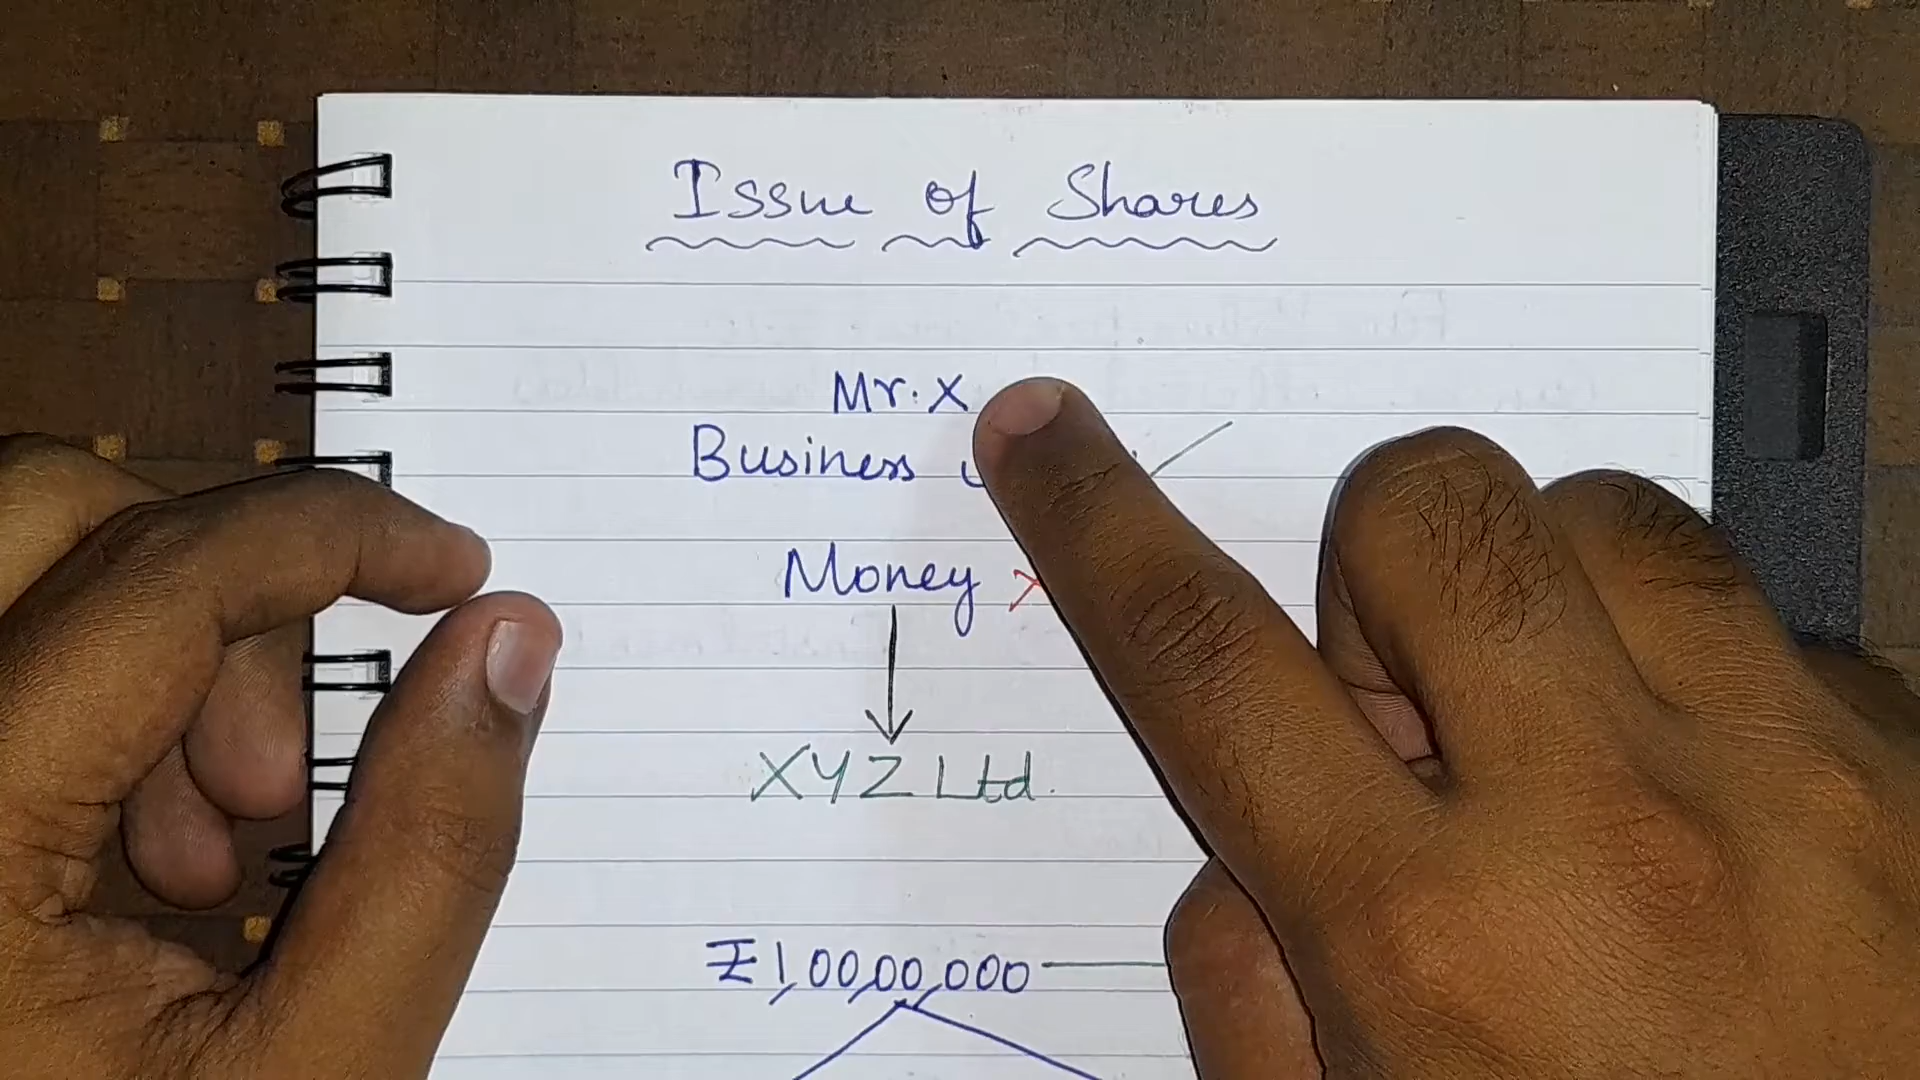 Issue of Shares
Mr. X
Business
Money
XYZ Ltd.
₹1,00,00,000